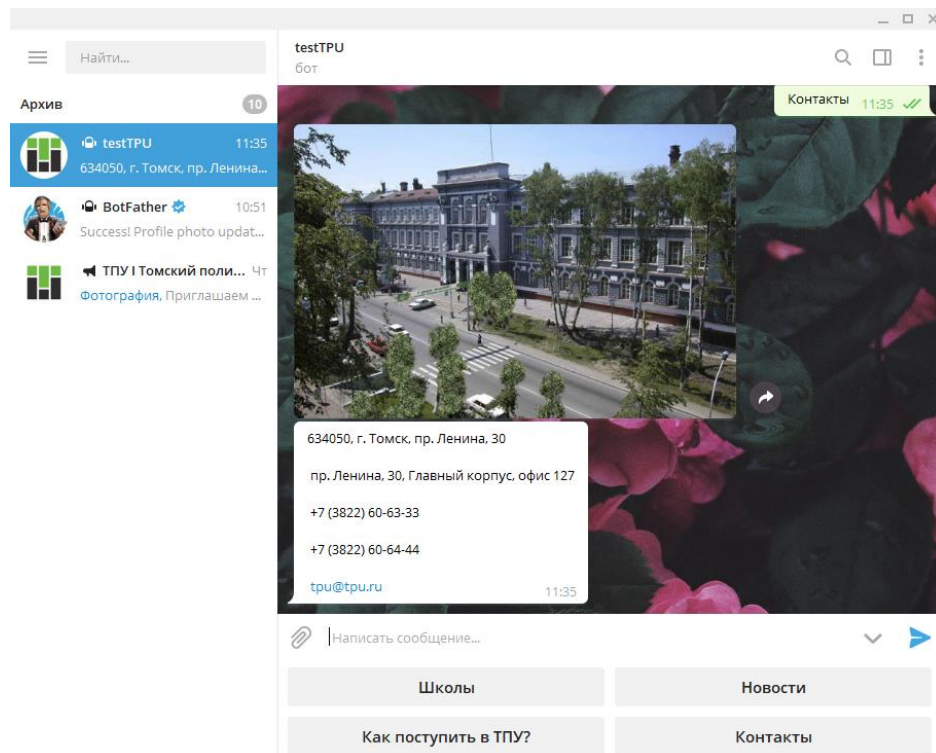 Найти...
Архив
10
testTPU
11:35
634050, г. Томск, пр. Ленина...
BotFather
10:51
Success! Profile photo updat...
ТПУ I Томский поли...
Чт
Фотография, Приглашаем ...
testTPU
бот
Контакты
11:35
634050, г. Томск, пр. Ленина, 30
пр. Ленина, 30, Главный корпус, офис 127
+7 (3822) 60-63-33
+7 (3822) 60-64-44
tpu@tpu.ru
11:35
Написать сообщение...
Школы
Новости
Как поступить в ТПУ?
Контакты